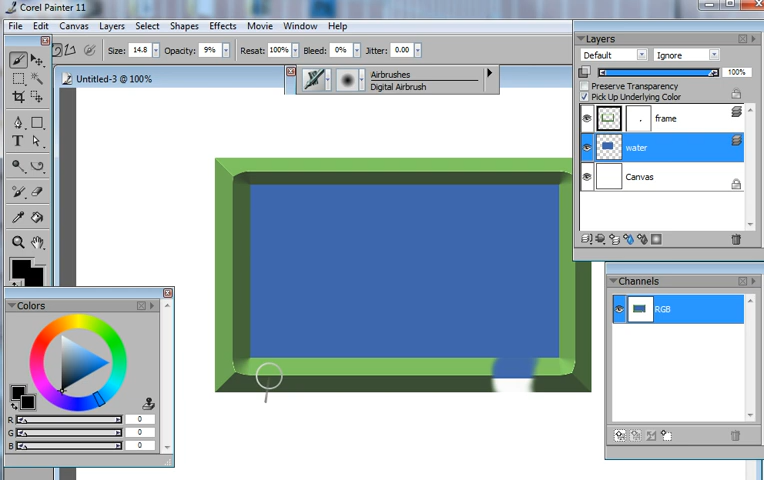 Corel Painter 11
File Edit Canvas Layers Select Shapes Effects Movie Window Help
Size: 14.8 Opacity: 9% Resat: 100% Bleed: 0% Jitter: 0.00
Untitled-3 @ 100%
Airbrushes
Digital Airbrush
Layers
Default Ignore
100%
Preserve Transparency
Pick Up Underlying Color
frame
water
Canvas
Channels
RGB
Colors
R 0
G 0
B 0